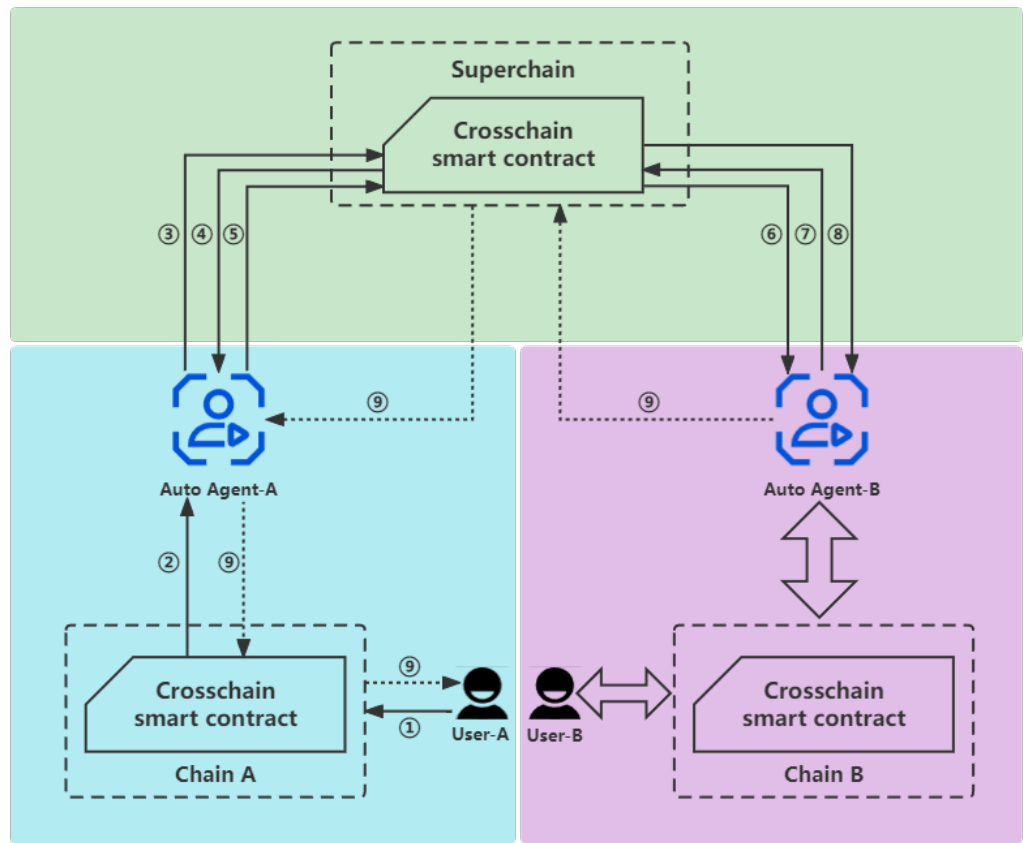 Superchain
Crosschain
smart contract
③ ④ ⑤
⑥ ⑦ ⑧
⑨
⑨
Auto Agent-A
Auto Agent-B
② ⑨
⑨
①
User-A
User-B
Crosschain
smart contract
Chain A
Crosschain
smart contract
Chain B